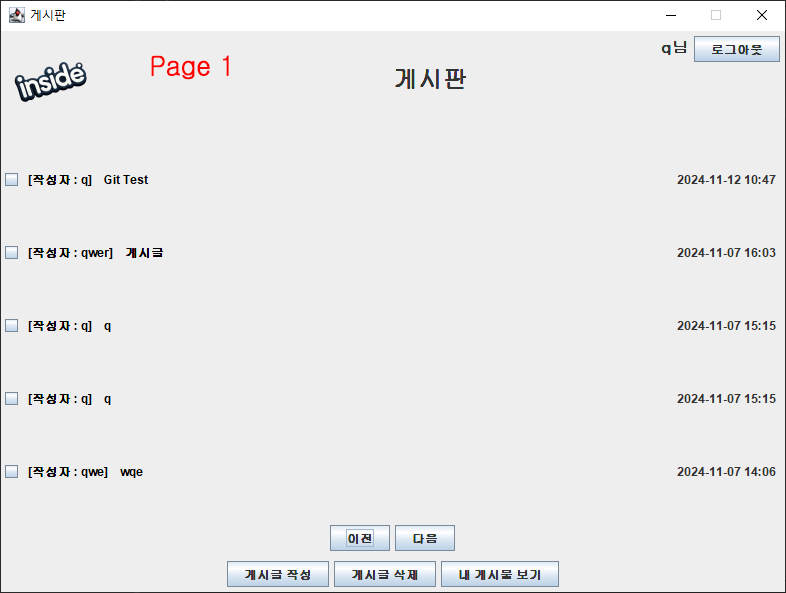 게시판
inside
Page 1
게시판
q님 로그아웃
[작성자 : q] Git Test 2024-11-12 10:47
[작성자 : qwer] 게시글 2024-11-07 16:03
[작성자 : q] q 2024-11-07 15:15
[작성자 : q] q 2024-11-07 15:15
[작성자 : qwe] wqe 2024-11-07 14:06
이전 다음
게시글 작성 게시글 삭제 내 게시물 보기